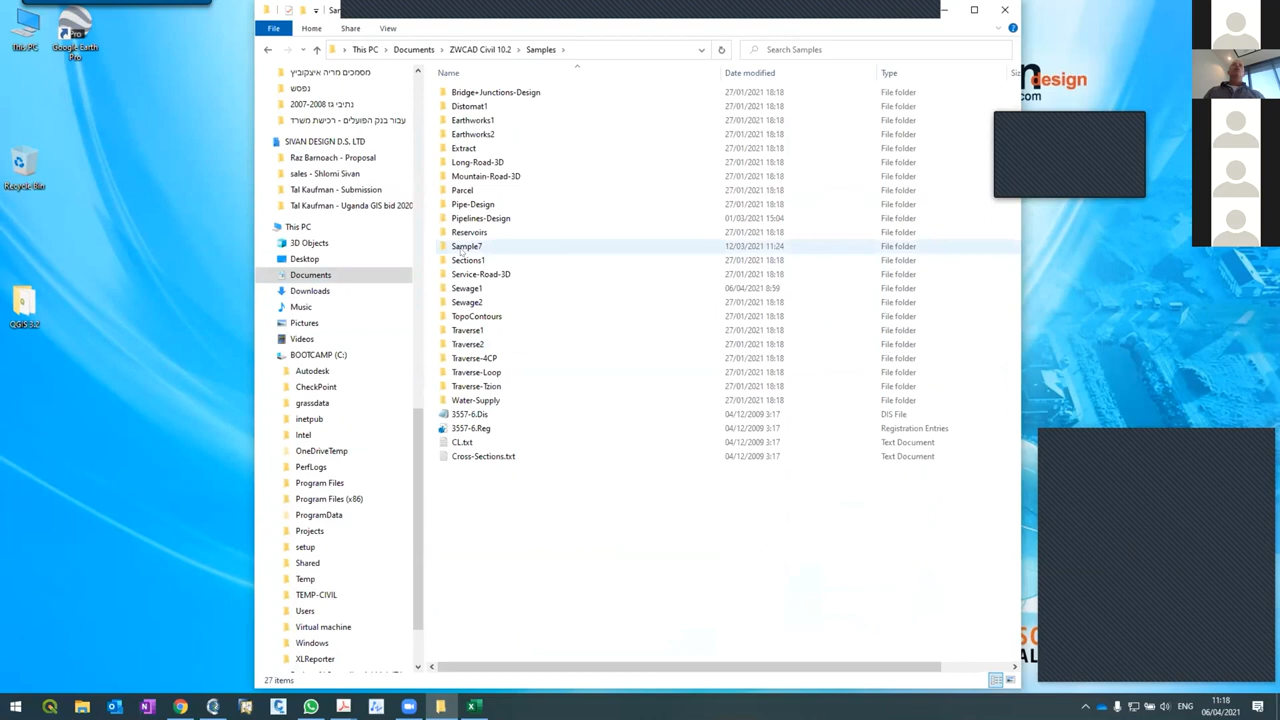 This PC
Google Earth
Pro
Recycle Bin
QGIS 3.2
File
Home
Share
View
This PC
Documents
ZWCAD Civil 10.2
Samples
Search Samples
Name
Date modified
Type
מסמכים מריה איצקוביץ
נפסש
נתיבי גז 2007-2008
עבור בנק הפועלים - רכישת משרד
SIVAN DESIGN D.S. LTD
Raz Barnoach - Proposal
sales - Shlomi Sivan
Tal Kaufman - Submission
Tal Kaufman - Uganda GIS bid 2020
This PC
3D Objects
Desktop
Documents
Downloads
Music
Pictures
Videos
BOOTCAMP (C:)
Autodesk
CheckPoint
grassdata
inetpub
Intel
OneDriveTemp
PerfLogs
Program Files
Program Files (x86)
ProgramData
Projects
setup
Shared
Temp
TEMP-CIVIL
Users
Virtual machine
Windows
XLReporter
Bridge+Junctions-Design 27/01/2021 18:18 File folder
Distomat1 27/01/2021 18:18 File folder
Earthworks1 27/01/2021 18:18 File folder
Earthworks2 27/01/2021 18:18 File folder
Extract 27/01/2021 18:18 File folder
Long-Road-3D 27/01/2021 18:18 File folder
Mountain-Road-3D 27/01/2021 18:18 File folder
Parcel 27/01/2021 18:18 File folder
Pipe-Design 27/01/2021 18:18 File folder
Pipelines-Design 01/03/2021 15:04 File folder
Reservoirs 27/01/2021 18:18 File folder
Sample7 12/03/2021 11:24 File folder
Sections1 27/01/2021 18:18 File folder
Service-Road-3D 27/01/2021 18:18 File folder
Sewage1 06/04/2021 8:59 File folder
Sewage2 27/01/2021 18:18 File folder
TopoContours 27/01/2021 18:18 File folder
Traverse1 27/01/2021 18:18 File folder
Traverse2 27/01/2021 18:18 File folder
Traverse-4CP 27/01/2021 18:18 File folder
Traverse-Loop 27/01/2021 18:18 File folder
Traverse-Tzion 27/01/2021 18:18 File folder
Water-Supply 27/01/2021 18:18 File folder
3557-6.Dis 04/12/2009 3:17 DIS File
3557-6.Reg 04/12/2009 3:17 Registration Entries
CL.txt 04/12/2009 3:17 Text Document
Cross-Sections.txt 04/12/2009 3:17 Text Document
27 items
design
.com
ENG
11:18
06/04/2021